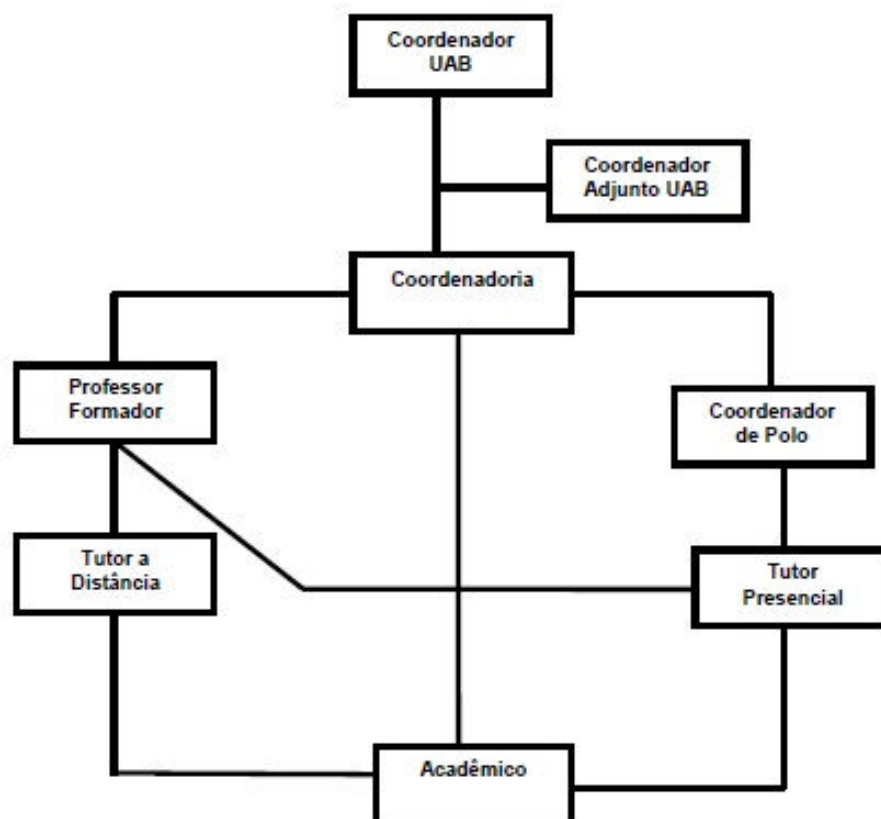 Coordenador
UAB
Coordenador
Adjunto UAB
Coordenadoria
Professor
Formador
Coordenador
de Polo
Tutor a
Distância
Tutor
Presencial
Acadêmico